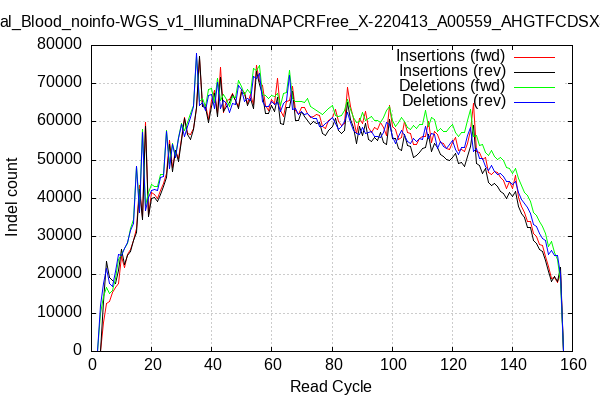 al_Blood_noinfo-WGS_v1_IlluminaDNAPCRFree_X-220413_A00559_AHGTFCDSX
Insertions (fwd)
Insertions (rev)
Deletions (fwd)
Deletions (rev)
Indel count
80000
70000
60000
50000
40000
30000
20000
10000
0
0 20 40 60 80 100 120 140 160
Read Cycle